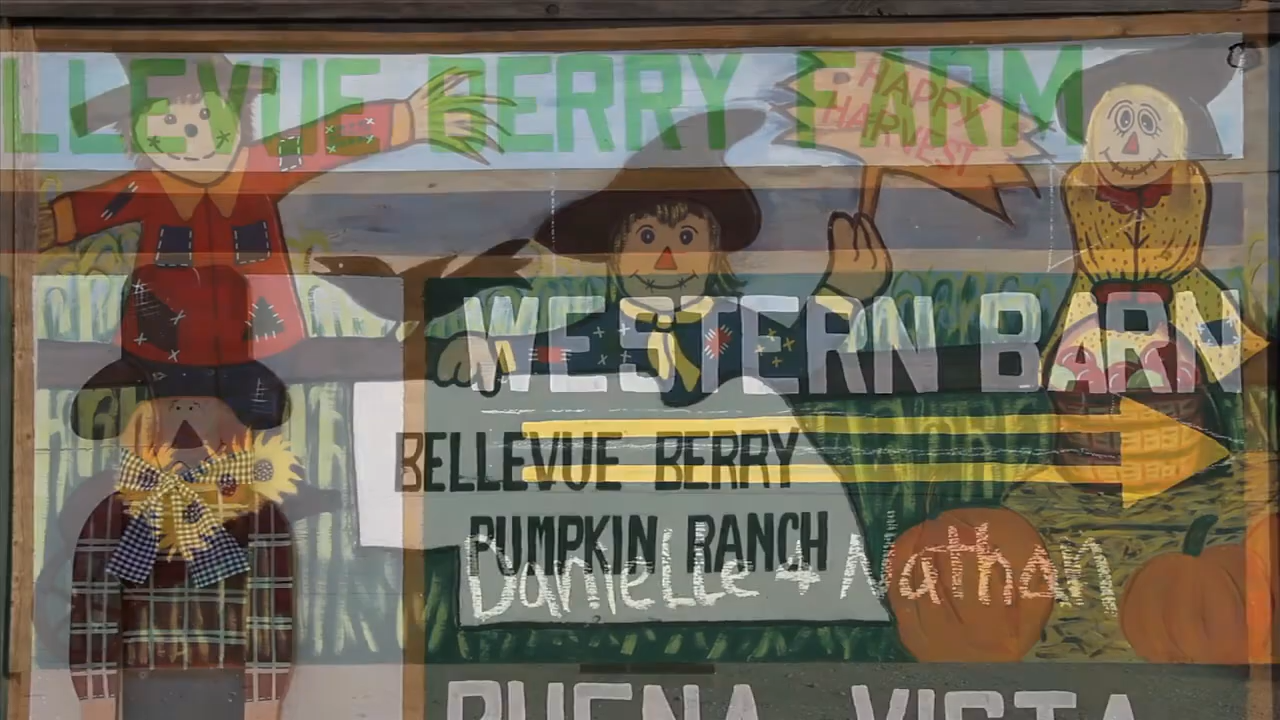 LLEVUE BERRY FARM
HAPPY
HARVEST
WESTERN BARN
BELLEVUE BERRY
PUMPKIN RANCH
Danielle + Nathan
BUENA VISTA